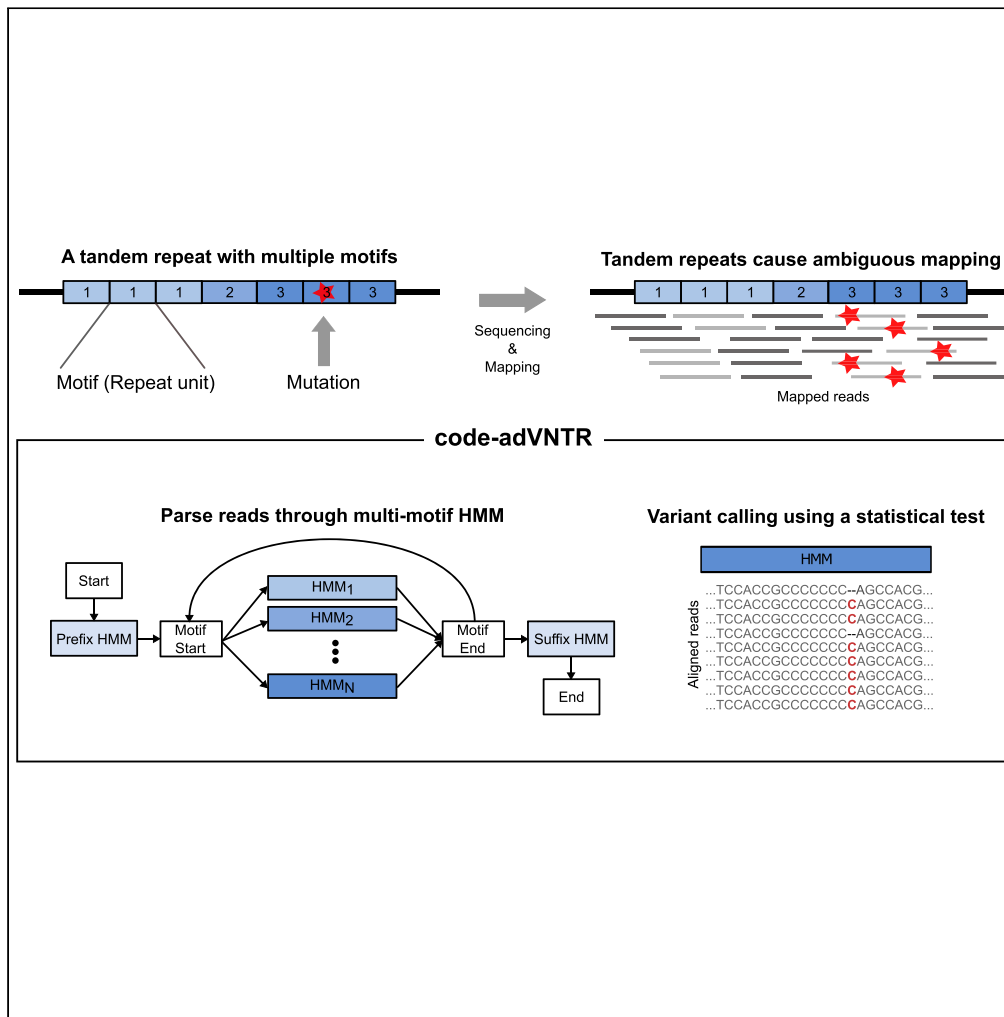 A tandem repeat with multiple motifs
1 1 1 2 3 3 3
Motif (Repeat unit)
Mutation
Sequencing
&
Mapping
Tandem repeats cause ambiguous mapping
1 1 1 2 3 3 3
Mapped reads
code-adVNTR
Parse reads through multi-motif HMM
Start
Prefix HMM
Motif
Start
HMM1
HMM2
HMMN
Motif
End
Suffix HMM
End
Variant calling using a statistical test
HMM
Aligned reads
...TCCACCGCCCCCCC--AGCCACG...
...TCCACCGCCCCCCCCAGCCACG...
...TCCACCGCCCCCCCCAGCCACG...
...TCCACCGCCCCCCC--AGCCACG...
...TCCACCGCCCCCCCCAGCCACG...
...TCCACCGCCCCCCCCAGCCACG...
...TCCACCGCCCCCCCCAGCCACG...
...TCCACCGCCCCCCCCAGCCACG...
...TCCACCGCCCCCCCCAGCCACG...